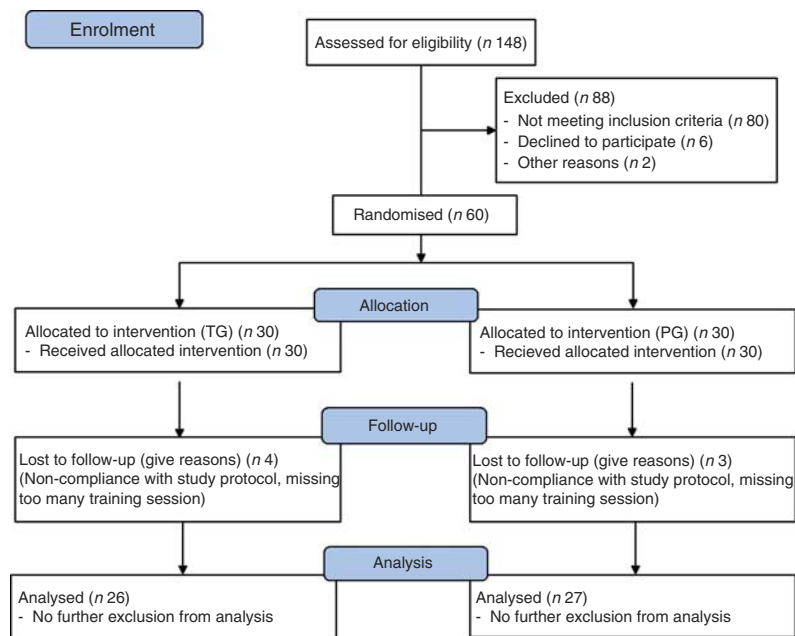 Enrolment
Assessed for eligibility (n 148)
Excluded (n 88)
- Not meeting inclusion criteria (n 80)
- Declined to participate (n 6)
- Other reasons (n 2)
Randomised (n 60)
Allocation
Allocated to intervention (TG) (n 30)
- Received allocated intervention (n 30)
Allocated to intervention (PG) (n 30)
- Recieved allocated intervention (n 30)
Follow-up
Lost to follow-up (give reasons) (n 4)
(Non-compliance with study protocol, missing
too many training session)
Lost to follow-up (give reasons) (n 3)
(Non-compliance with study protocol, missing
too many training session)
Analysis
Analysed (n 26)
- No further exclusion from analysis
Analysed (n 27)
- No further exclusion from analysis